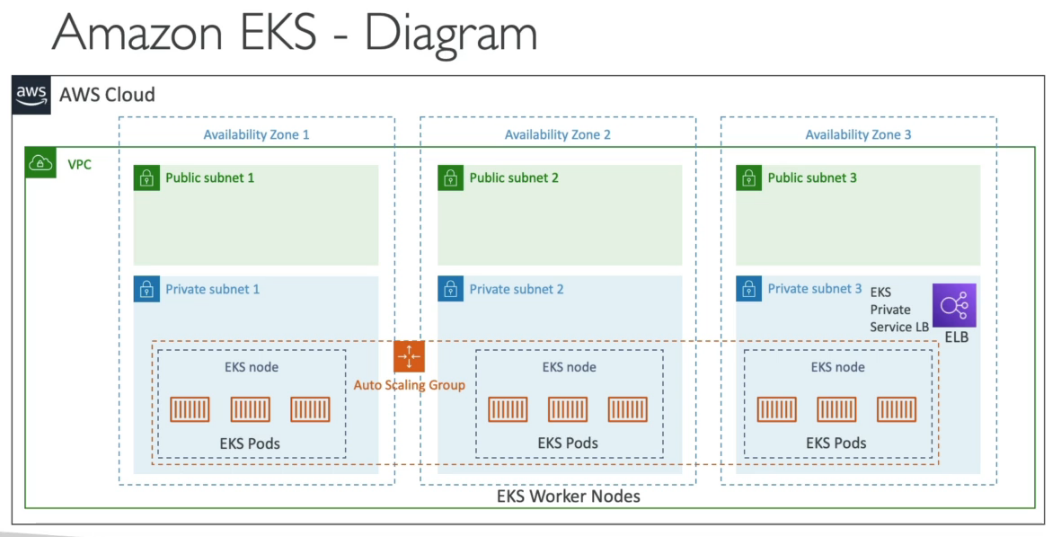 Amazon EKS - Diagram
aws
AWS Cloud
Availability Zone 1
Availability Zone 2
Availability Zone 3
VPC
Public subnet 1
Public subnet 2
Public subnet 3
Private subnet 1
Private subnet 2
Private subnet 3
EKS
Private
Service LB
ELB
EKS node
EKS node
EKS node
Auto Scaling Group
EKS Pods
EKS Pods
EKS Pods
EKS Worker Nodes